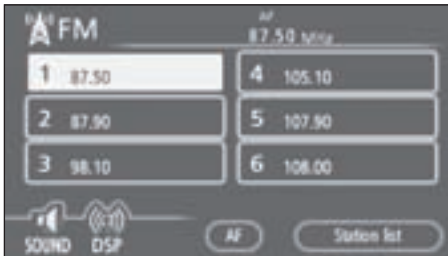 FM
AF
87.50 MHz
1 87.50
2 87.90
3 98.10
4 105.10
5 107.90
6 108.00
SOUND DSP
AF
Station list